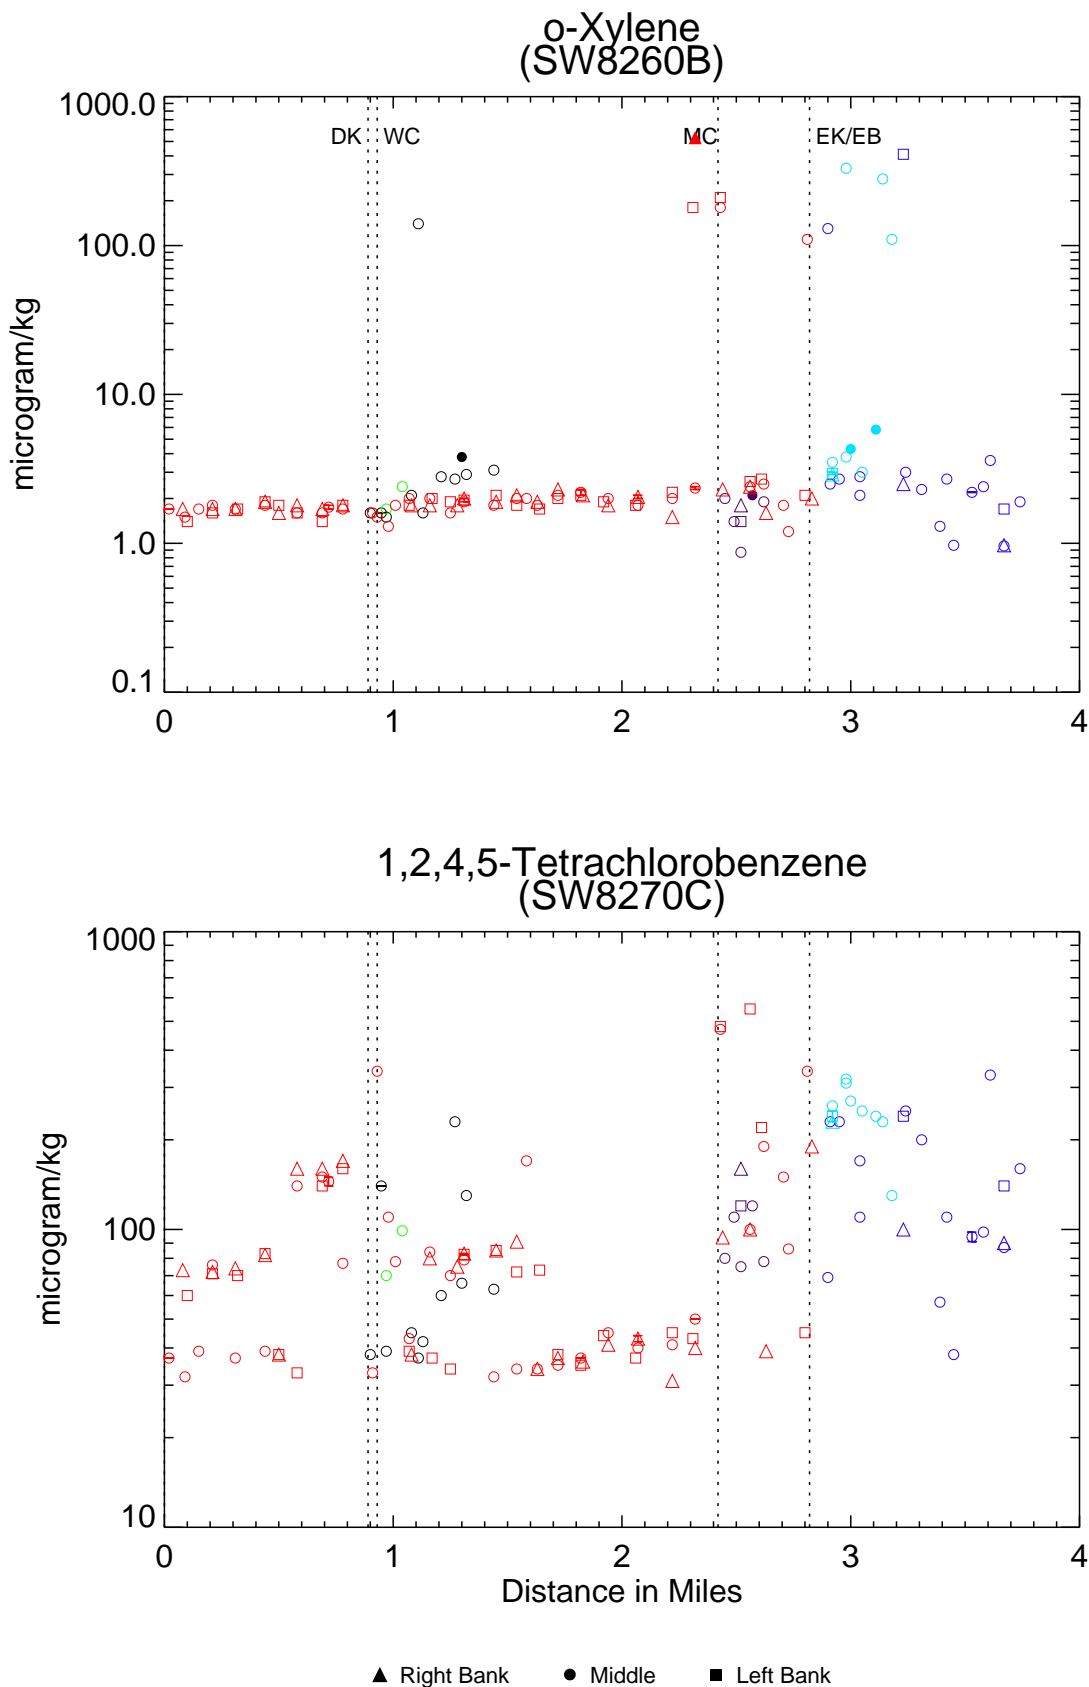 o-Xylene
(SW8260B)
1000.0
DK
WC
MC
EK/EB
100.0
10.0
1.0
0.1
microgram/kg
0 1 2 3 4
1,2,4,5-Tetrachlorobenzene
(SW8270C)
1000
100
10
microgram/kg
0 1 2 3 4
Distance in Miles
Right Bank Middle Left Bank